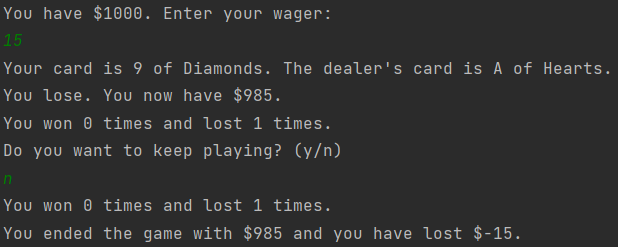 You have $1000. Enter your wager:
15
Your card is 9 of Diamonds. The dealer's card is A of Hearts.
You lose. You now have $985.
You won 0 times and lost 1 times.
Do you want to keep playing? (y/n)
n
You won 0 times and lost 1 times.
You ended the game with $985 and you have lost $-15.